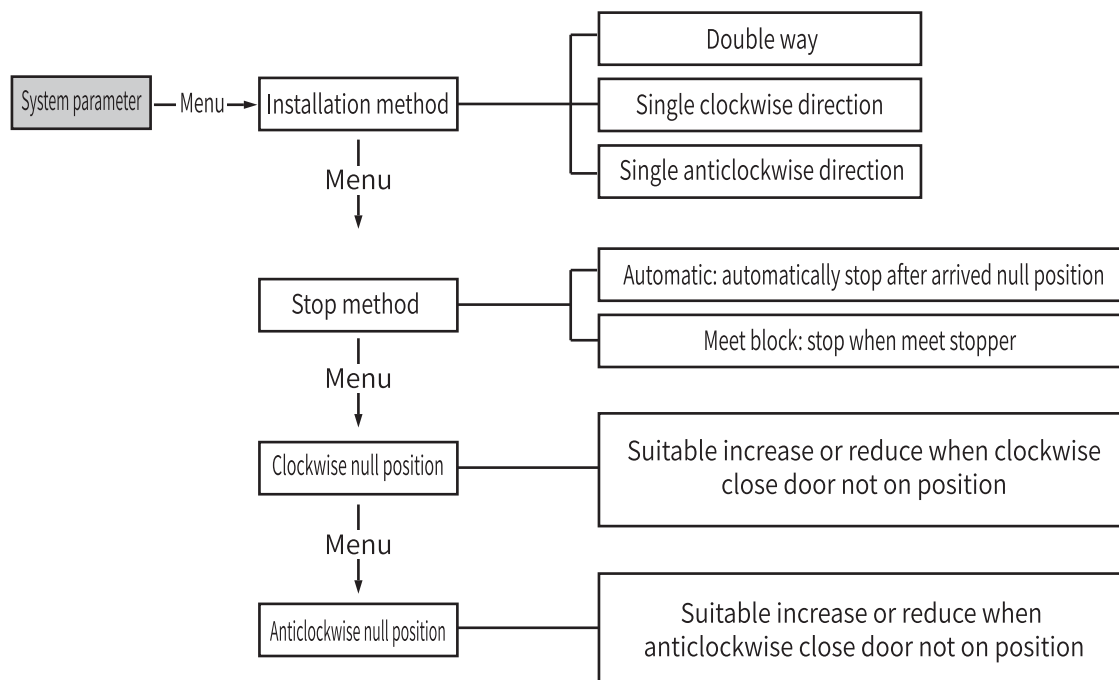 Double way
System parameter
Menu
Installation method
Single clockwise direction
Single anticlockwise direction
Menu
Stop method
Automatic: automatically stop after arrived null position
Meet block: stop when meet stopper
Menu
Clockwise null position
Suitable increase or reduce when clockwise
close door not on position
Menu
Anticlockwise null position
Suitable increase or reduce when
anticlockwise close door not on position